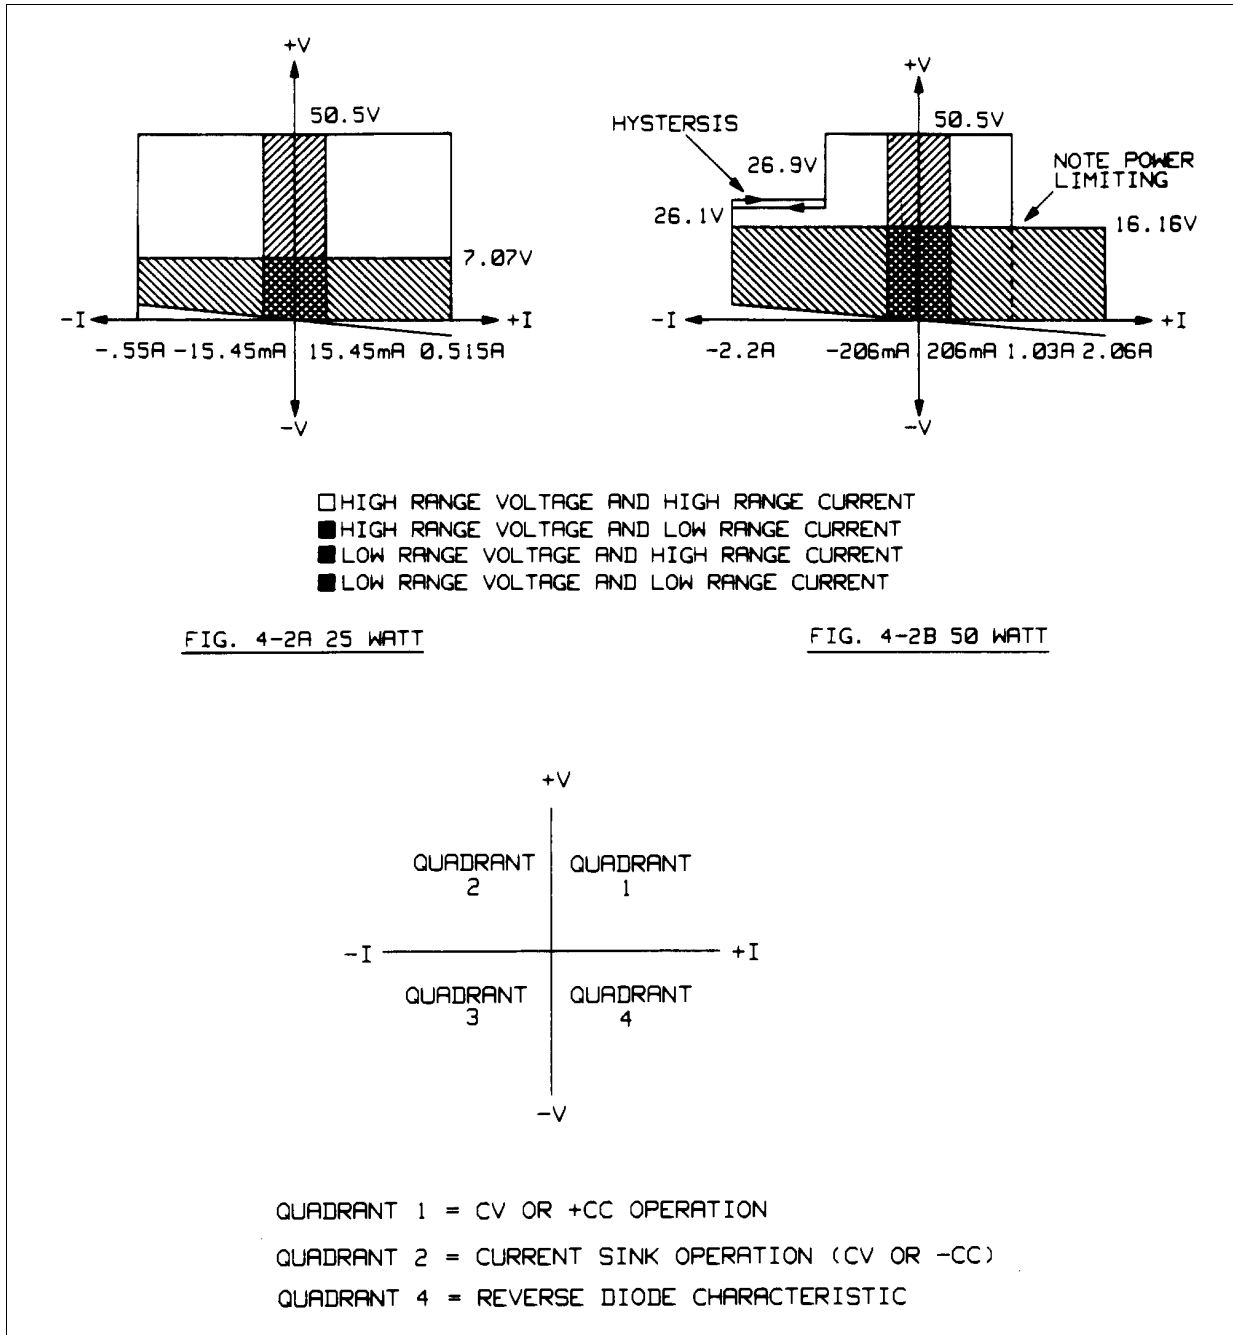 +V
50.5V
7.07V
-I
+I
-.55A -15.45mA 15.45mA 0.515A
-V
+V
HYSTERSIS
50.5V
26.9V
NOTE POWER
LIMITING
26.1V
16.16V
-I
+I
-2.2A -206mA 206mA 1.03A 2.06A
-V
HIGH RANGE VOLTAGE AND HIGH RANGE CURRENT
HIGH RANGE VOLTAGE AND LOW RANGE CURRENT
LOW RANGE VOLTAGE AND HIGH RANGE CURRENT
LOW RANGE VOLTAGE AND LOW RANGE CURRENT
FIG. 4-2A 25 WATT
FIG. 4-2B 50 WATT
+V
QUADRANT
2
QUADRANT
1
-I
+I
QUADRANT
3
QUADRANT
4
-V
QUADRANT 1 = CV OR +CC OPERATION
QUADRANT 2 = CURRENT SINK OPERATION (CV OR -CC)
QUADRANT 4 = REVERSE DIODE CHARACTERISTIC